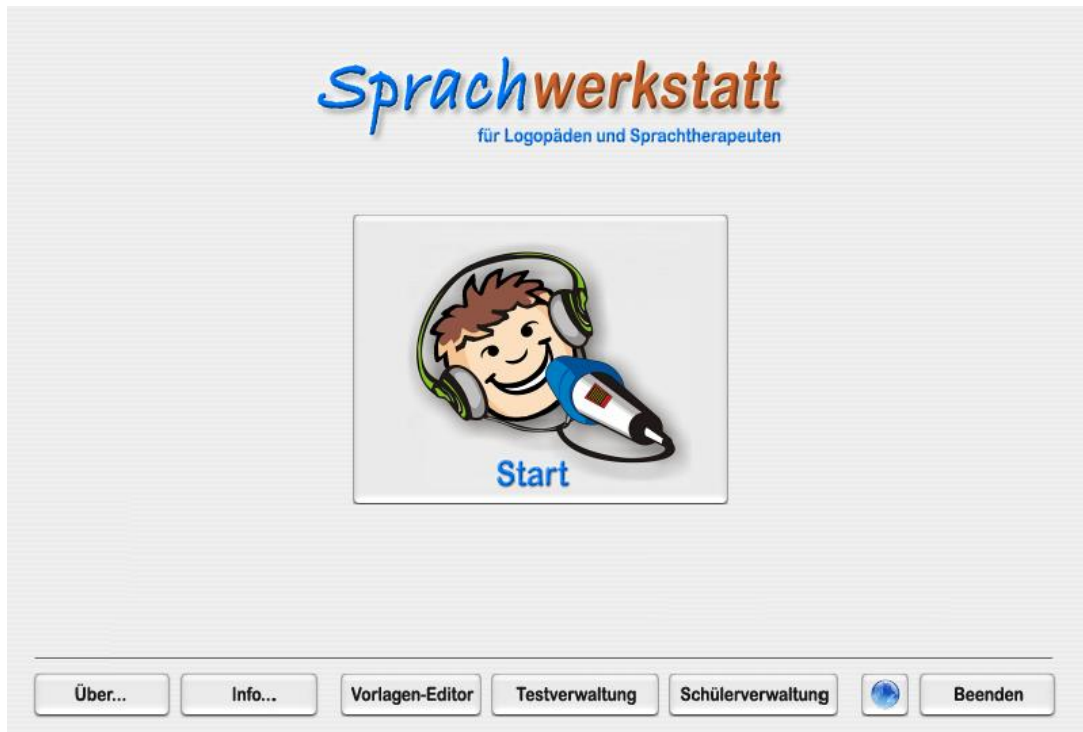 Sprachwerkstatt
für Logopäden und Sprachtherapeuten
Start
Über... Info... Vorlagen-Editor Testverwaltung Schülerverwaltung Beenden